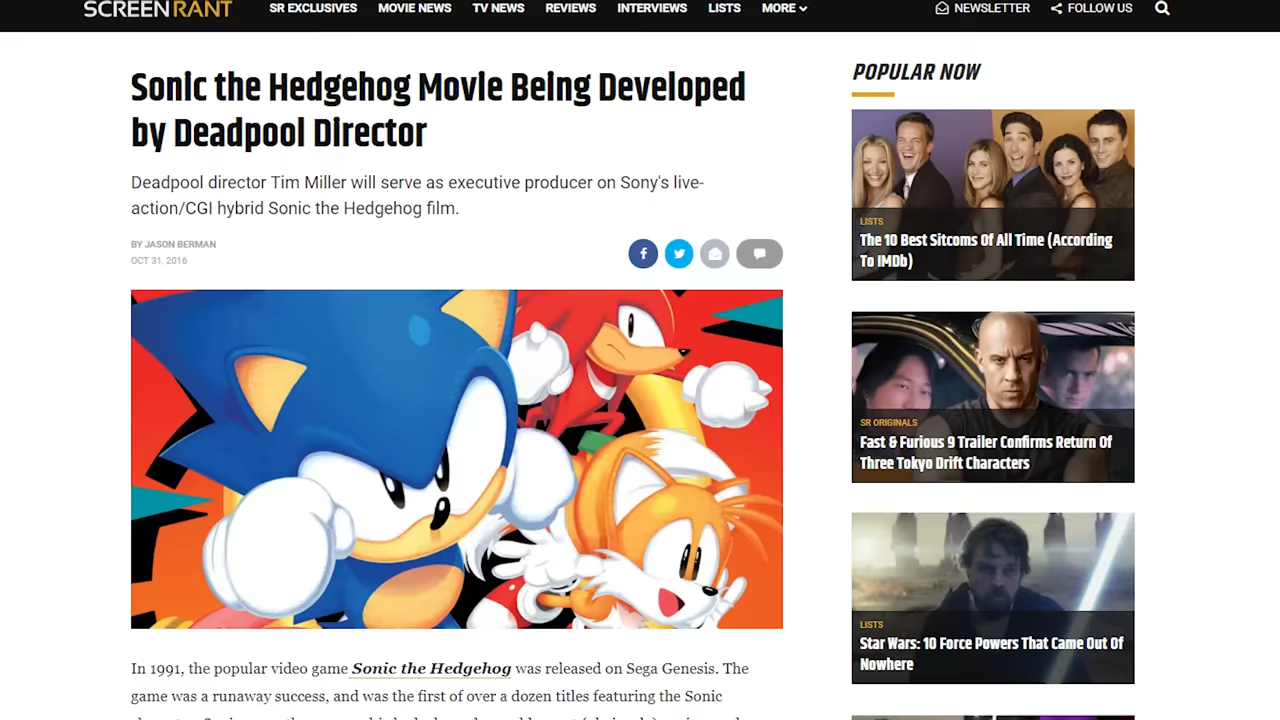 SCREENRANT
SR EXCLUSIVES MOVIE NEWS TV NEWS REVIEWS INTERVIEWS LISTS MORE
NEWSLETTER FOLLOW US
Sonic the Hedgehog Movie Being Developed
by Deadpool Director
Deadpool director Tim Miller will serve as executive producer on Sony's live-
action/CGI hybrid Sonic the Hedgehog film.
BY JASON BERMAN
OCT 31, 2016
In 1991, the popular video game Sonic the Hedgehog was released on Sega Genesis. The
game was a runaway success, and was the first of over a dozen titles featuring the Sonic
POPULAR NOW
LISTS
The 10 Best Sitcoms Of All Time (According
To IMDb)
SR ORIGINALS
Fast & Furious 9 Trailer Confirms Return Of
Three Tokyo Drift Characters
LISTS
Star Wars: 10 Force Powers That Came Out Of
Nowhere